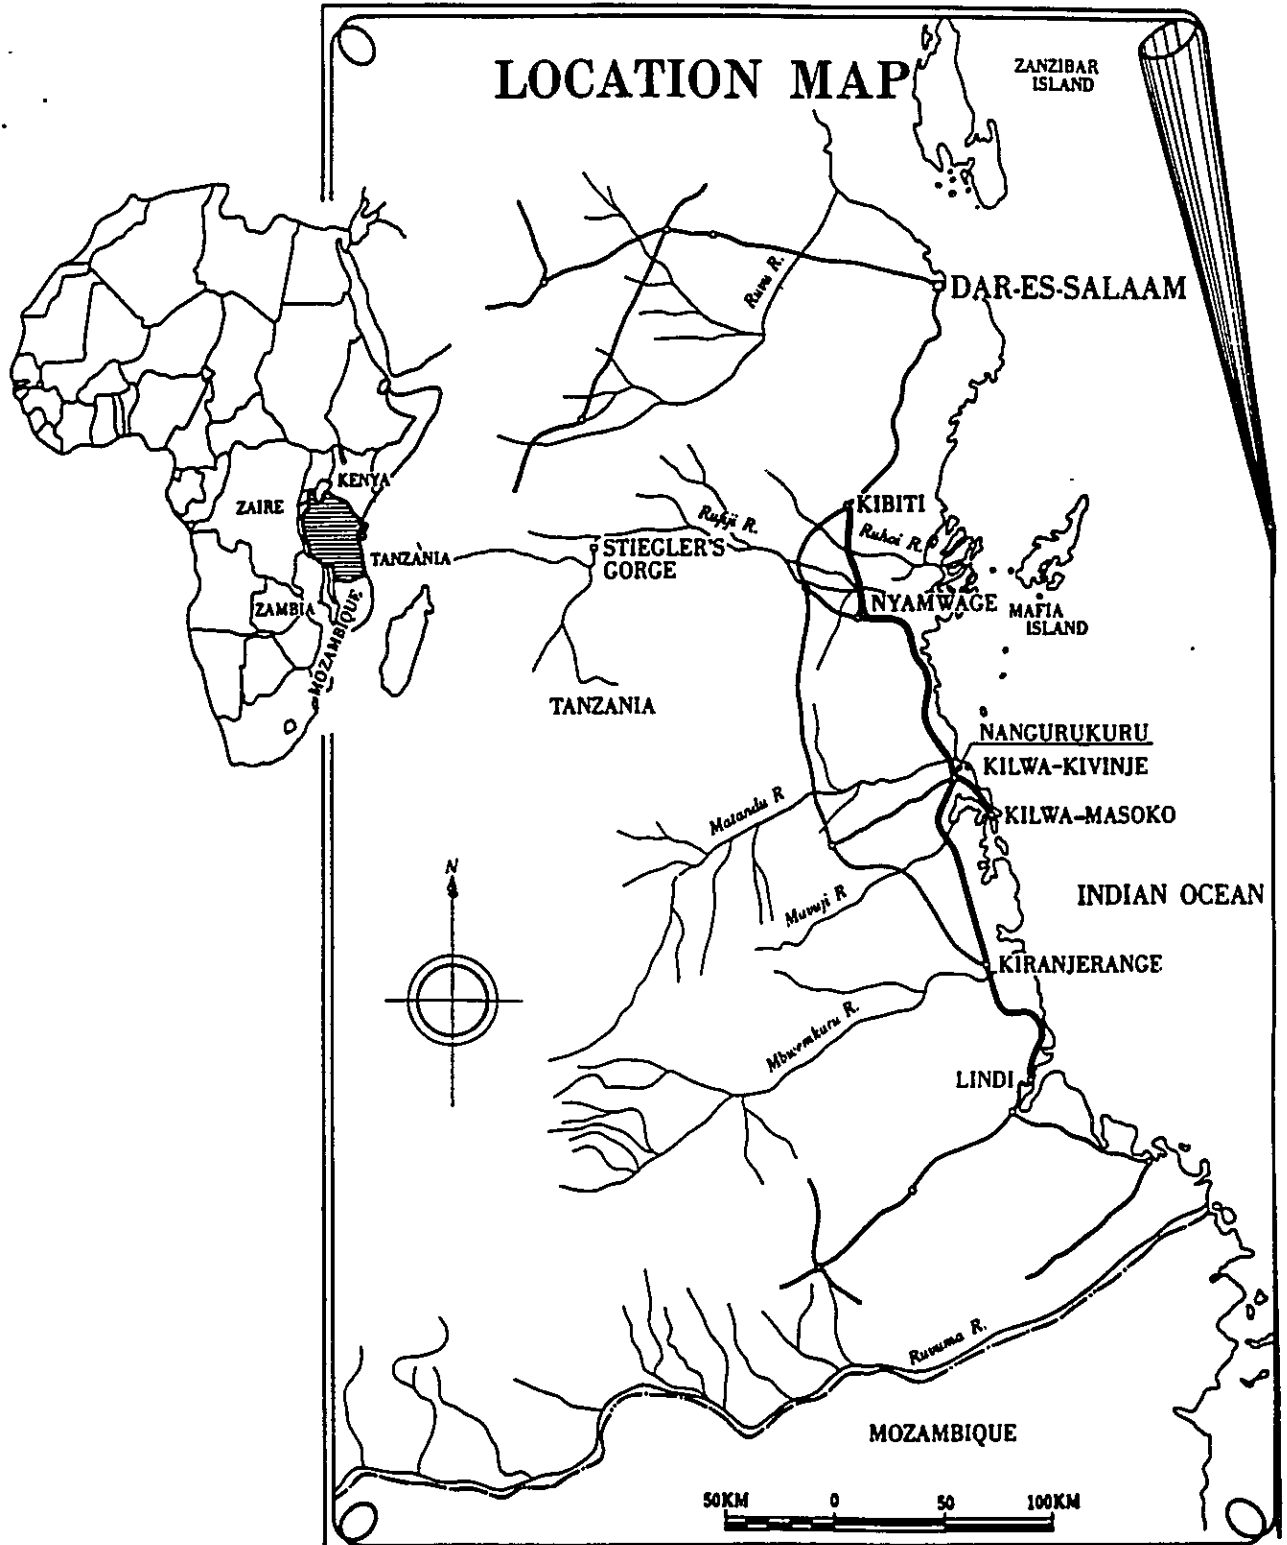 LOCATION MAP
ZANZIBAR
ISLAND
Ruvu R.
DAR-ES-SALAAM
KENYA
ZAIRE
TANZANIA
ZAMBIA
MOZAMBIQUE
KIBITI
Rufiji R.
Ruhoi R.
STIEGLER'S
GORGE
NYAMWAGE
MAFIA
ISLAND
TANZANIA
NANGURUKURU
KILWA-KIVINJE
Matandu R
KILWA-MASOKO
N
INDIAN OCEAN
Muvuji R
KIRANJERANGE
Mbwemkuru R.
LINDI
Ruvuma R.
MOZAMBIQUE
50KM 0 50 100KM